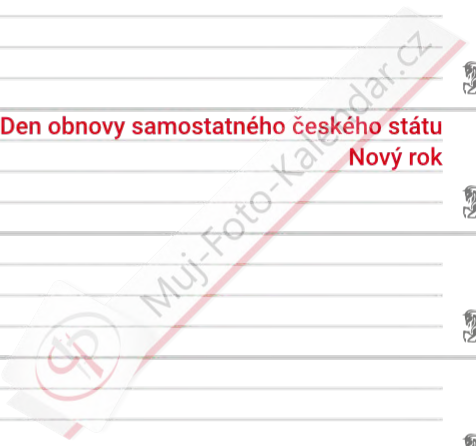 Den obnovy samostatného českého státu
Nový rok
Muj-Foto-Kalendar.cz